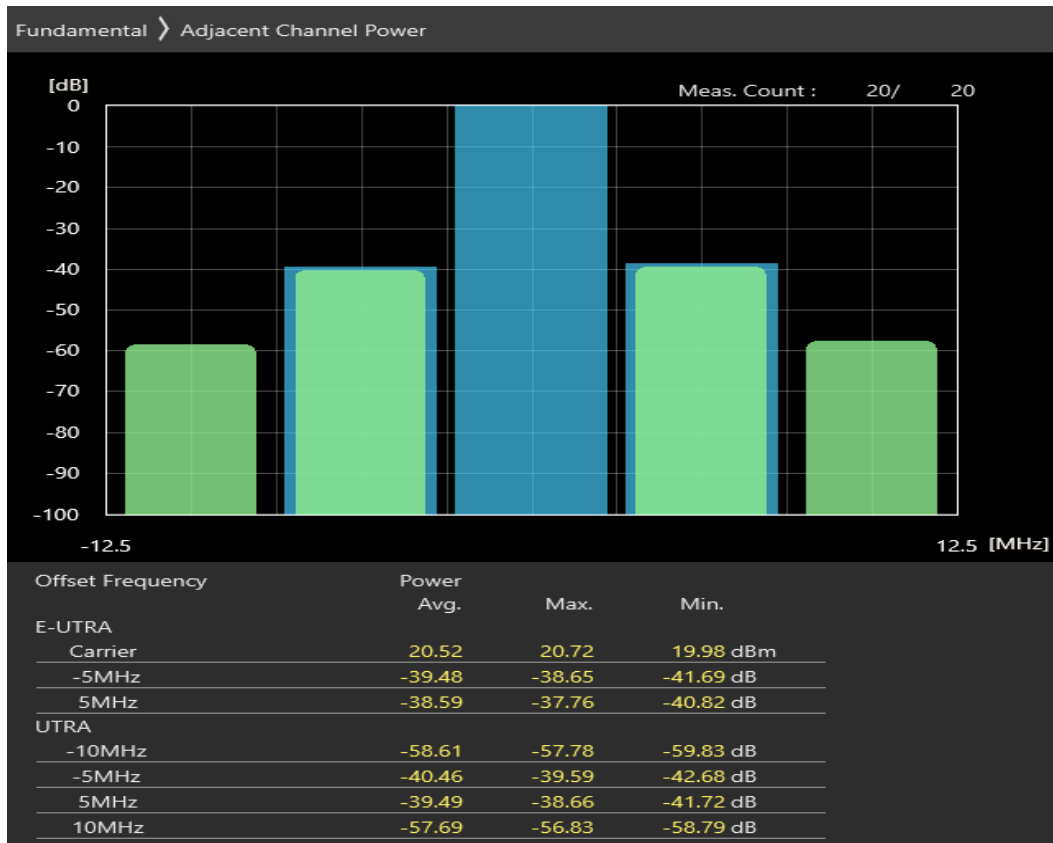 Fundamental 〉 Adjacent Channel Power
[dB]
Meas. Count : 20/ 20
0
-10
-20
-30
-40
-50
-60
-70
-80
-90
-100
-12.5 12.5 [MHz]
Offset Frequency Power
Avg. Max. Min.
E-UTRA
Carrier 20.52 20.72 19.98 dBm
-5MHz -39.48 -38.65 -41.69 dB
5MHz -38.59 -37.76 -40.82 dB
UTRA
-10MHz -58.61 -57.78 -59.83 dB
-5MHz -40.46 -39.59 -42.68 dB
5MHz -39.49 -38.66 -41.72 dB
10MHz -57.69 -56.83 -58.79 dB